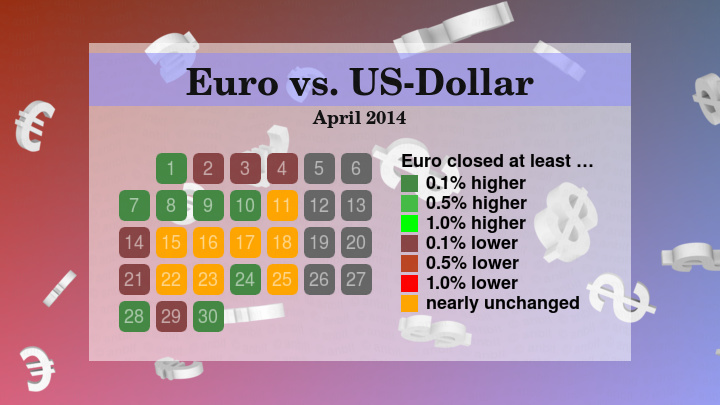 Euro vs. US-Dollar
April 2014
1 2 3 4 5 6
7 8 9 10 11 12 13
14 15 16 17 18 19 20
21 22 23 24 25 26 27
28 29 30
Euro closed at least …
0.1% higher
0.5% higher
1.0% higher
0.1% lower
0.5% lower
1.0% lower
nearly unchanged